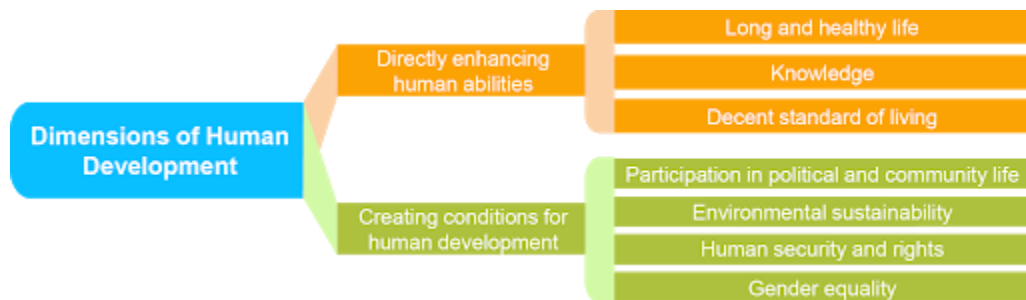 Dimensions of Human
Development
Directly enhancing
human abilities
Long and healthy life
Knowledge
Decent standard of living
Creating conditions for
human development
Participation in political and community life
Environmental sustainability
Human security and rights
Gender equality